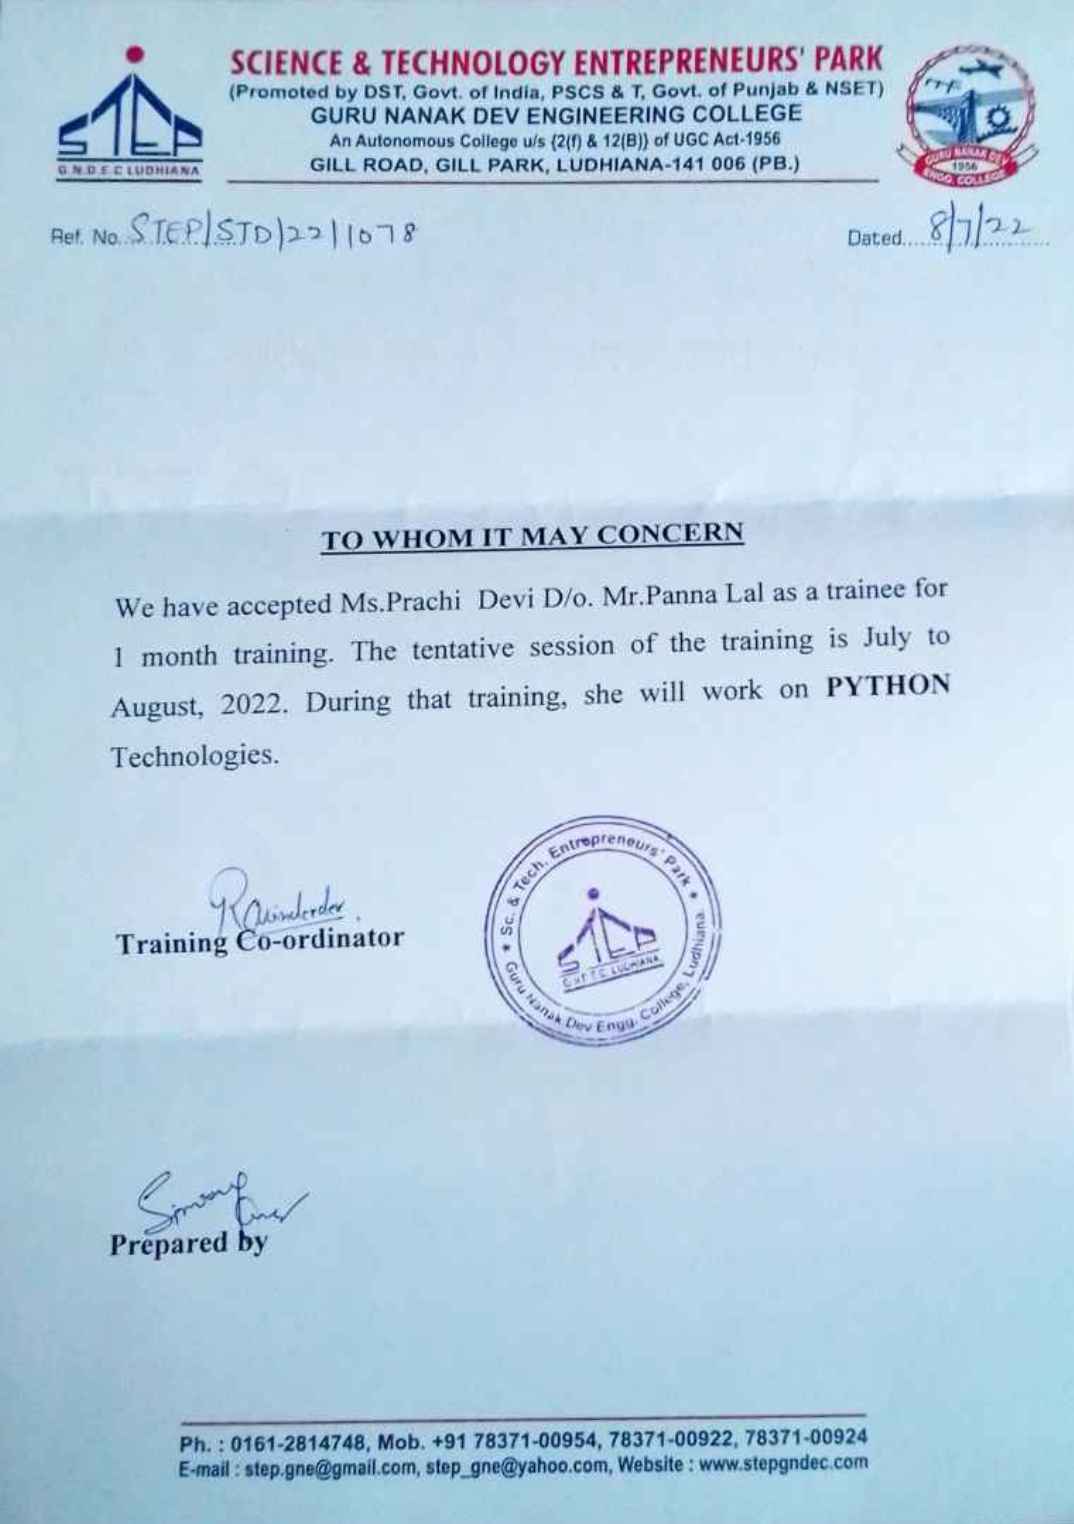 STEP
G.N.D.E.C LUDHIANA
SCIENCE & TECHNOLOGY ENTREPRENEURS' PARK
(Promoted by DST, Govt. of India, PSCS & T, Govt. of Punjab & NSET)
GURU NANAK DEV ENGINEERING COLLEGE
An Autonomous College u/s {2(f) & 12(B)} of UGC Act-1956
GILL ROAD, GILL PARK, LUDHIANA-141 006 (PB.)
GURU NANAK DEV
1956
ENGG. COLLEGE
Ref. No. STEP/STD/22/1078
Dated....8/7/22
TO WHOM IT MAY CONCERN
We have accepted Ms.Prachi Devi D/o. Mr.Panna Lal as a trainee for
1 month training. The tentative session of the training is July to
August, 2022. During that training, she will work on PYTHON
Technologies.
Training Co-ordinator
Sc. & Tech. Entrepreneurs' Park
STEP
LUDHIANA
Guru Nanak Dev Engg. College, Ludhiana.
Prepared by
Ph. : 0161-2814748, Mob. +91 78371-00954, 78371-00922, 78371-00924
E-mail : step.gne@gmail.com, step_gne@yahoo.com, Website : www.stepgndec.com